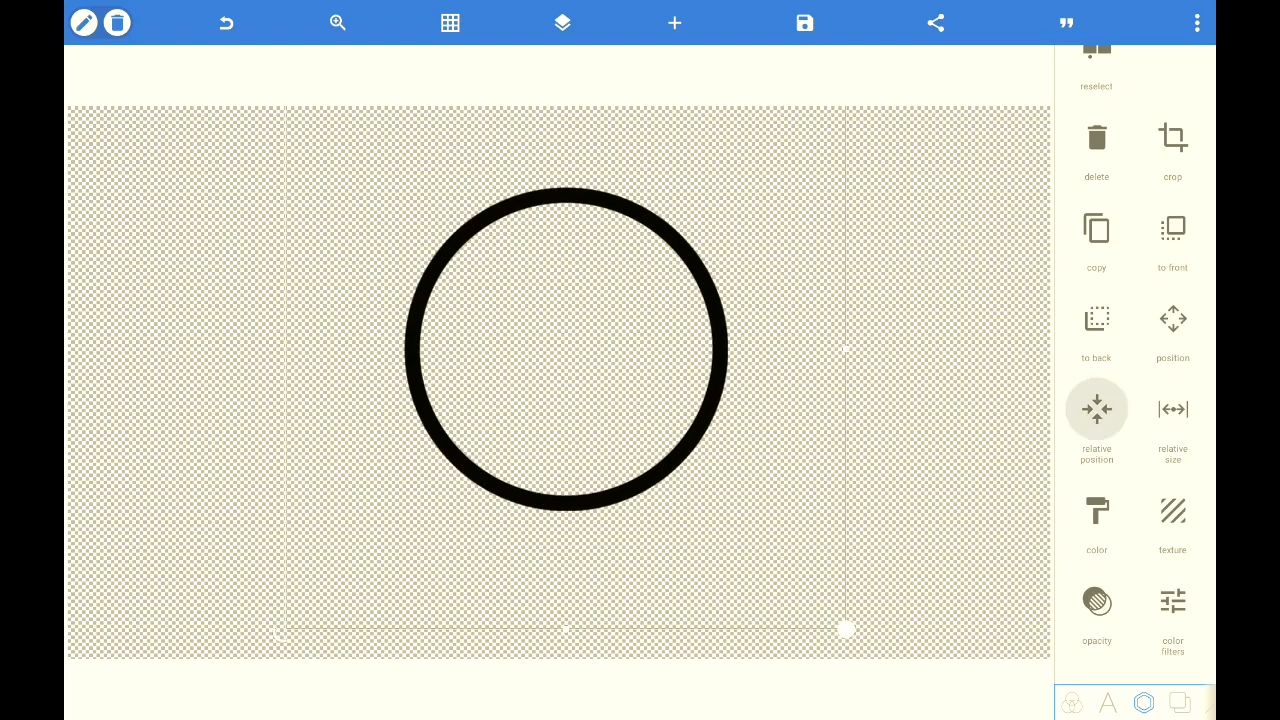 reselect
delete
crop
copy
to front
to back
position
relative
position
relative
size
color
texture
opacity
color
filters